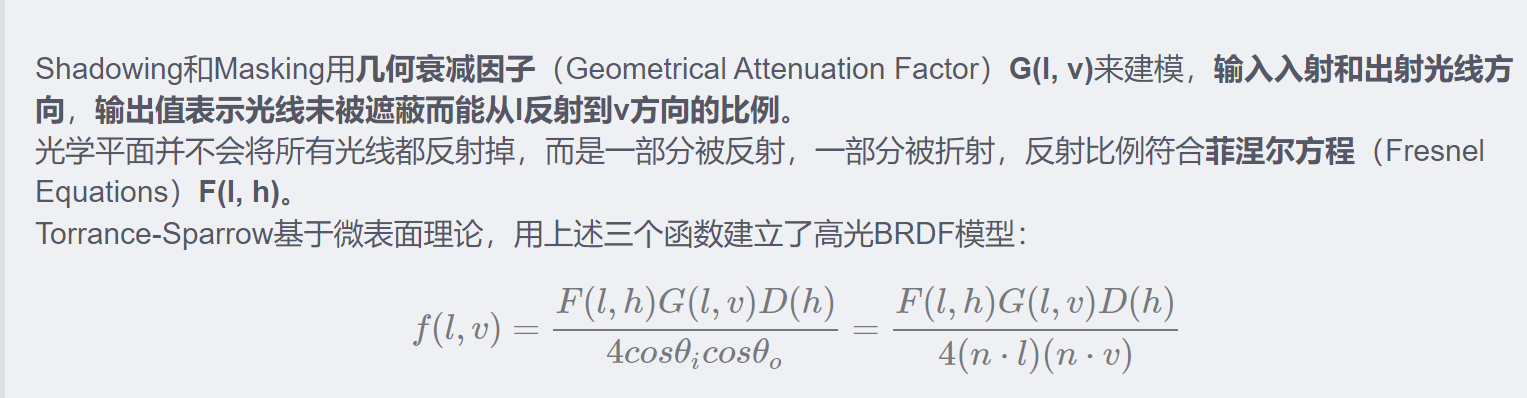 Shadowing和Masking用几何衰减因子（Geometrical Attenuation Factor）G(l, v)来建模，输入入射和出射光线方
向，输出值表示光线未被遮蔽而能从l反射到v方向的比例。
光学平面并不会将所有光线都反射掉，而是一部分被反射，一部分被折射，反射比例符合菲涅尔方程（Fresnel
Equations）F(l, h)。
Torrance-Sparrow基于微表面理论，用上述三个函数建立了高光BRDF模型：
f(l, v) = \frac{F(l, h)G(l, v)D(h)}{4cosθ_i cosθ_o} = \frac{F(l, h)G(l, v)D(h)}{4(n · l)(n · v)}